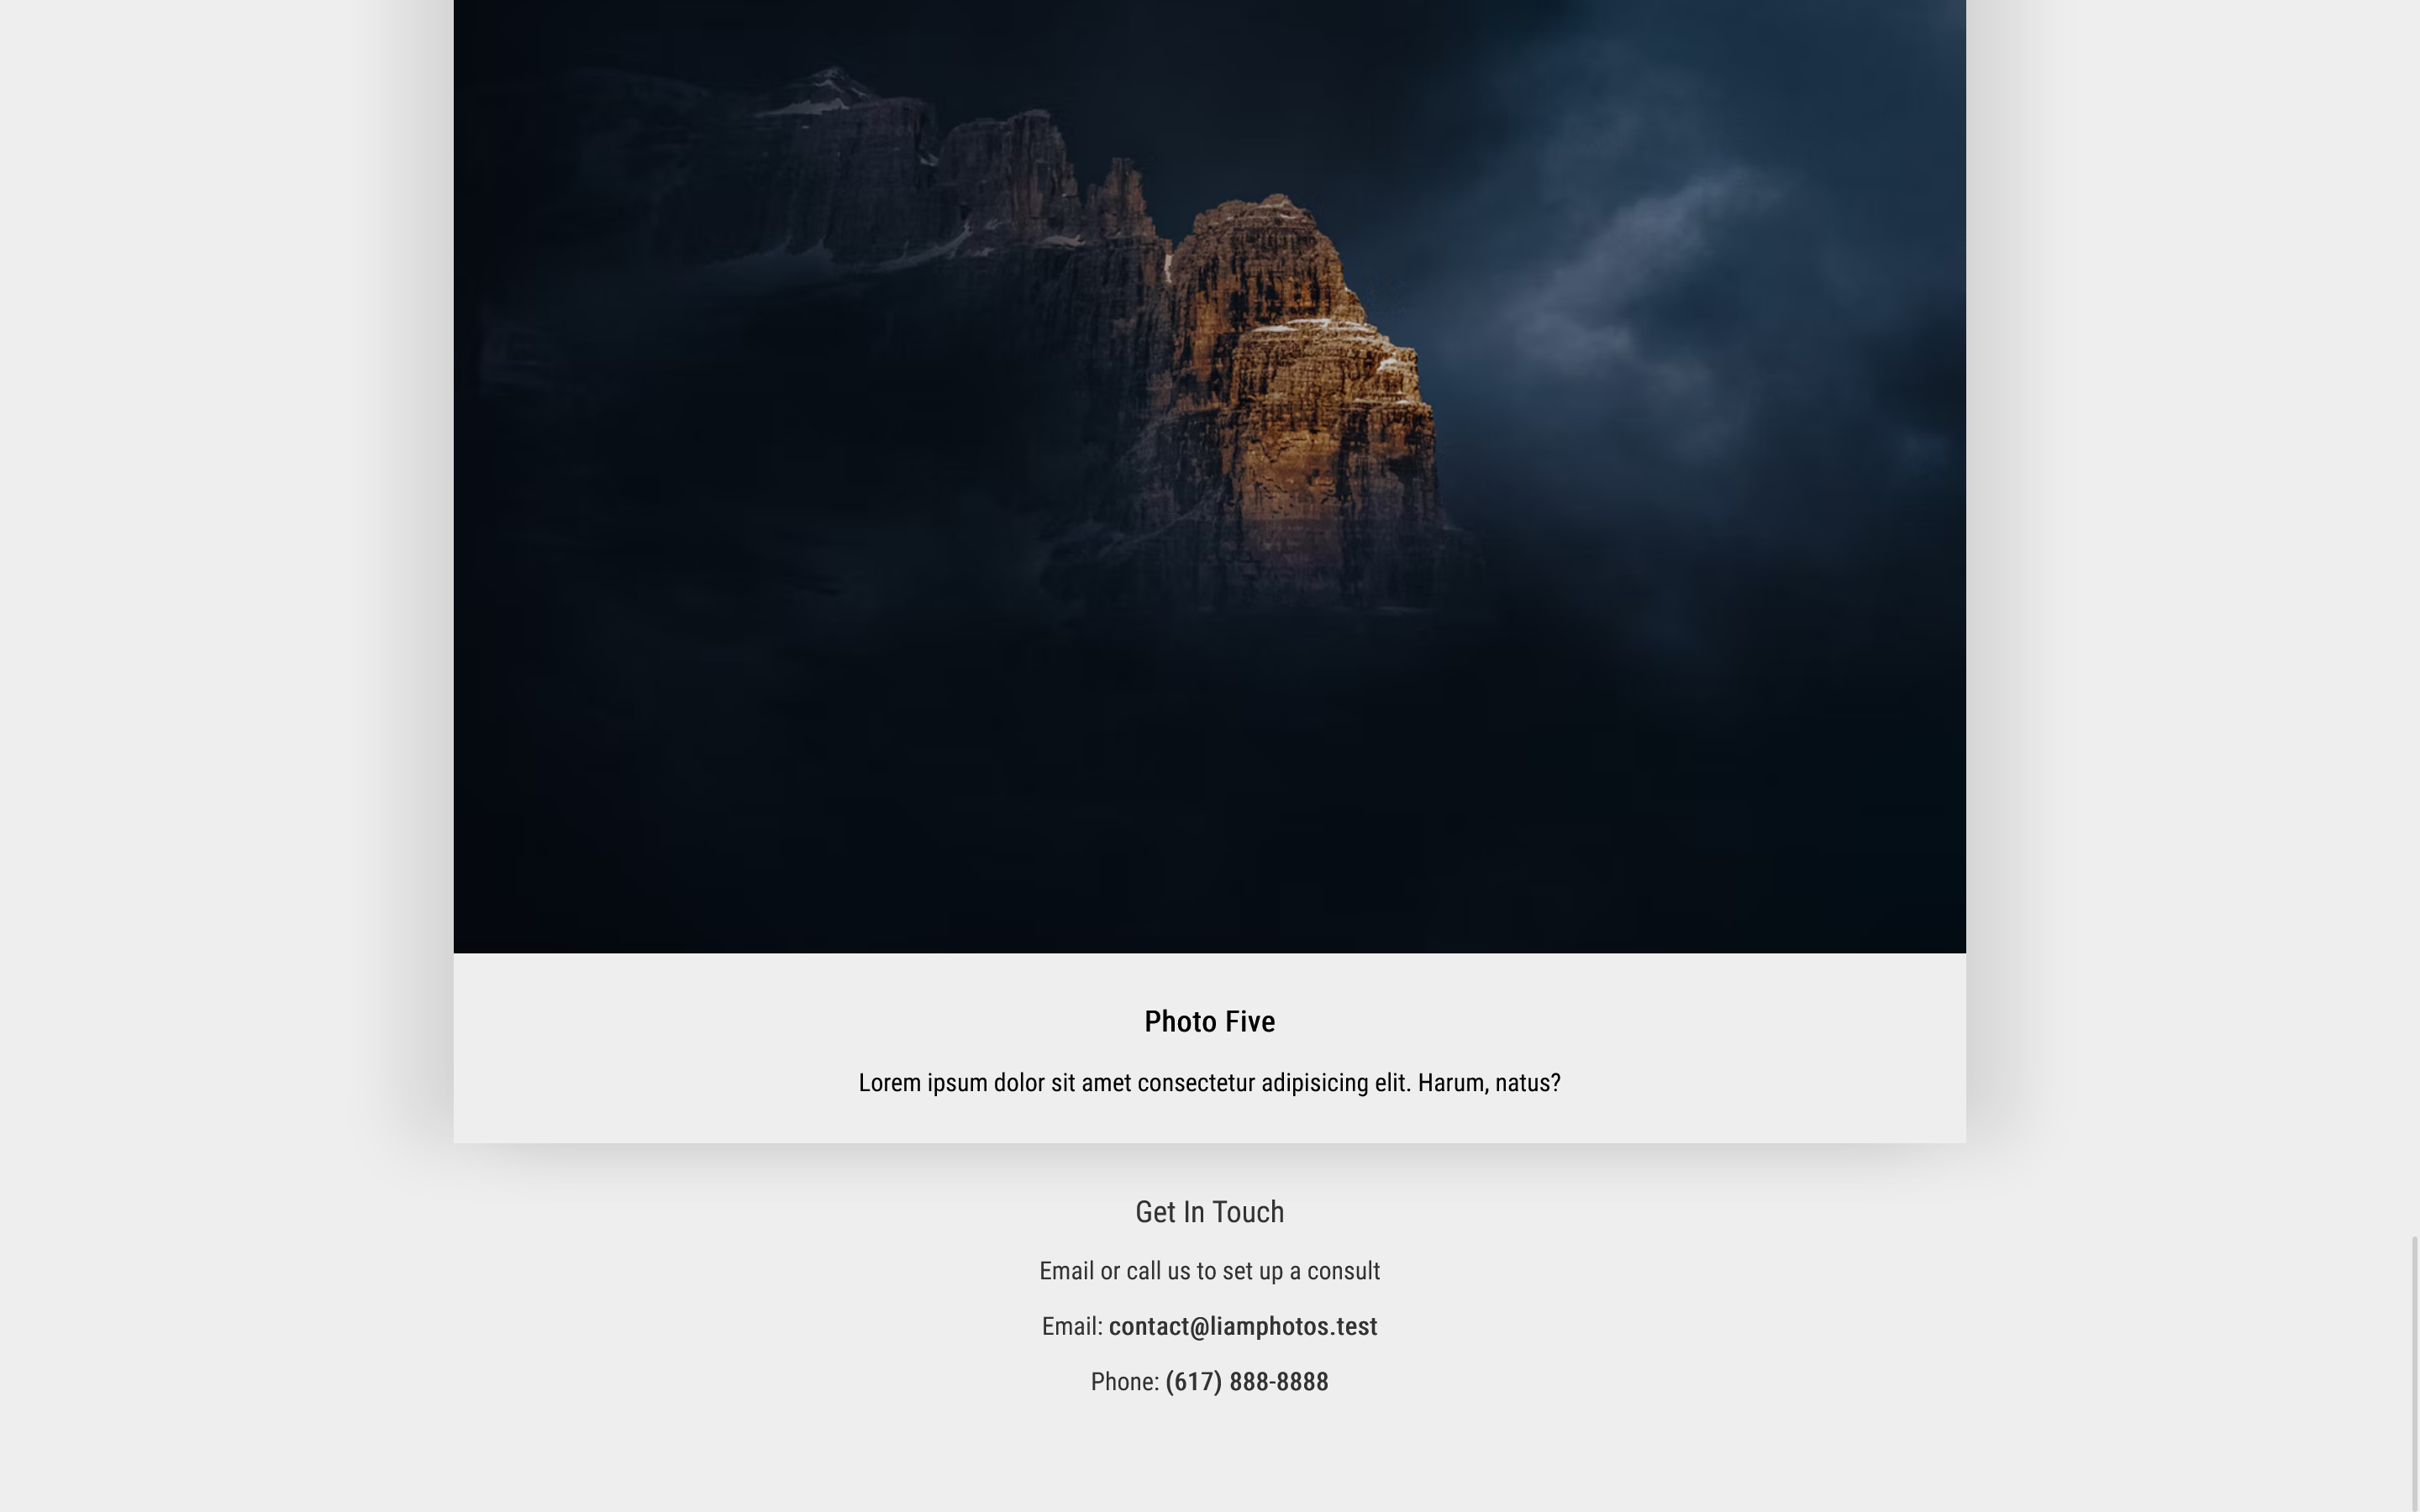 Photo Five
Lorem ipsum dolor sit amet consectetur adipisicing elit. Harum, natus?
Get In Touch
Email or call us to set up a consult
Email: contact@liamphotos.test
Phone: (617) 888-8888